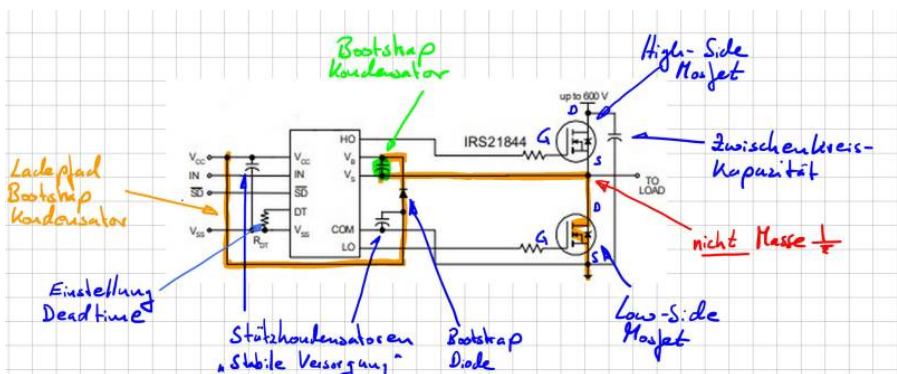 Bootstrap
Kondensator
High-Side
Mosfet
up to 600 V
D
HO
IRS21844
G
S
Zwischenkreis-
Kapazität
Ladepfad
Bootstrap
Kondensator
VCC
IN
SD
VSS
VCC
IN
SD
DT
VSS
RDT
VB
VS
COM
LO
TO
LOAD
D
G
S
nicht Masse
Einstellung
Deadtime
Stützkondensatoren
"Stabile Versorgung"
Bootstrap
Diode
Low-Side
Mosfet